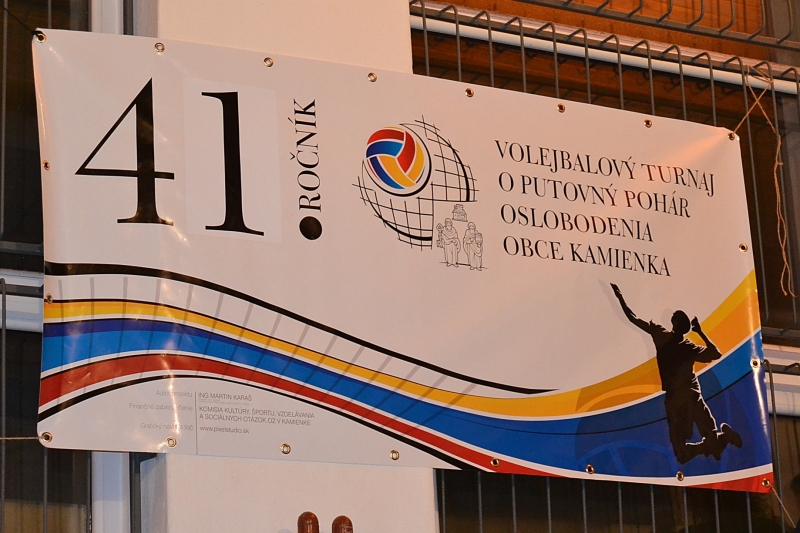 41. ROČNÍK
VOLEJBALOVÝ TURNAJ
O PUTOVNÝ POHÁR
OSLOBODENIA
OBCE KAMIENKA
ING MARTIN KARAŠ
KOMISIA KULTÚRY, ŠPORTU, VZDELÁVANIA
A SOCIÁLNYCH OTÁZOK OZ V KAMIENKE
www.pixelstudio.sk